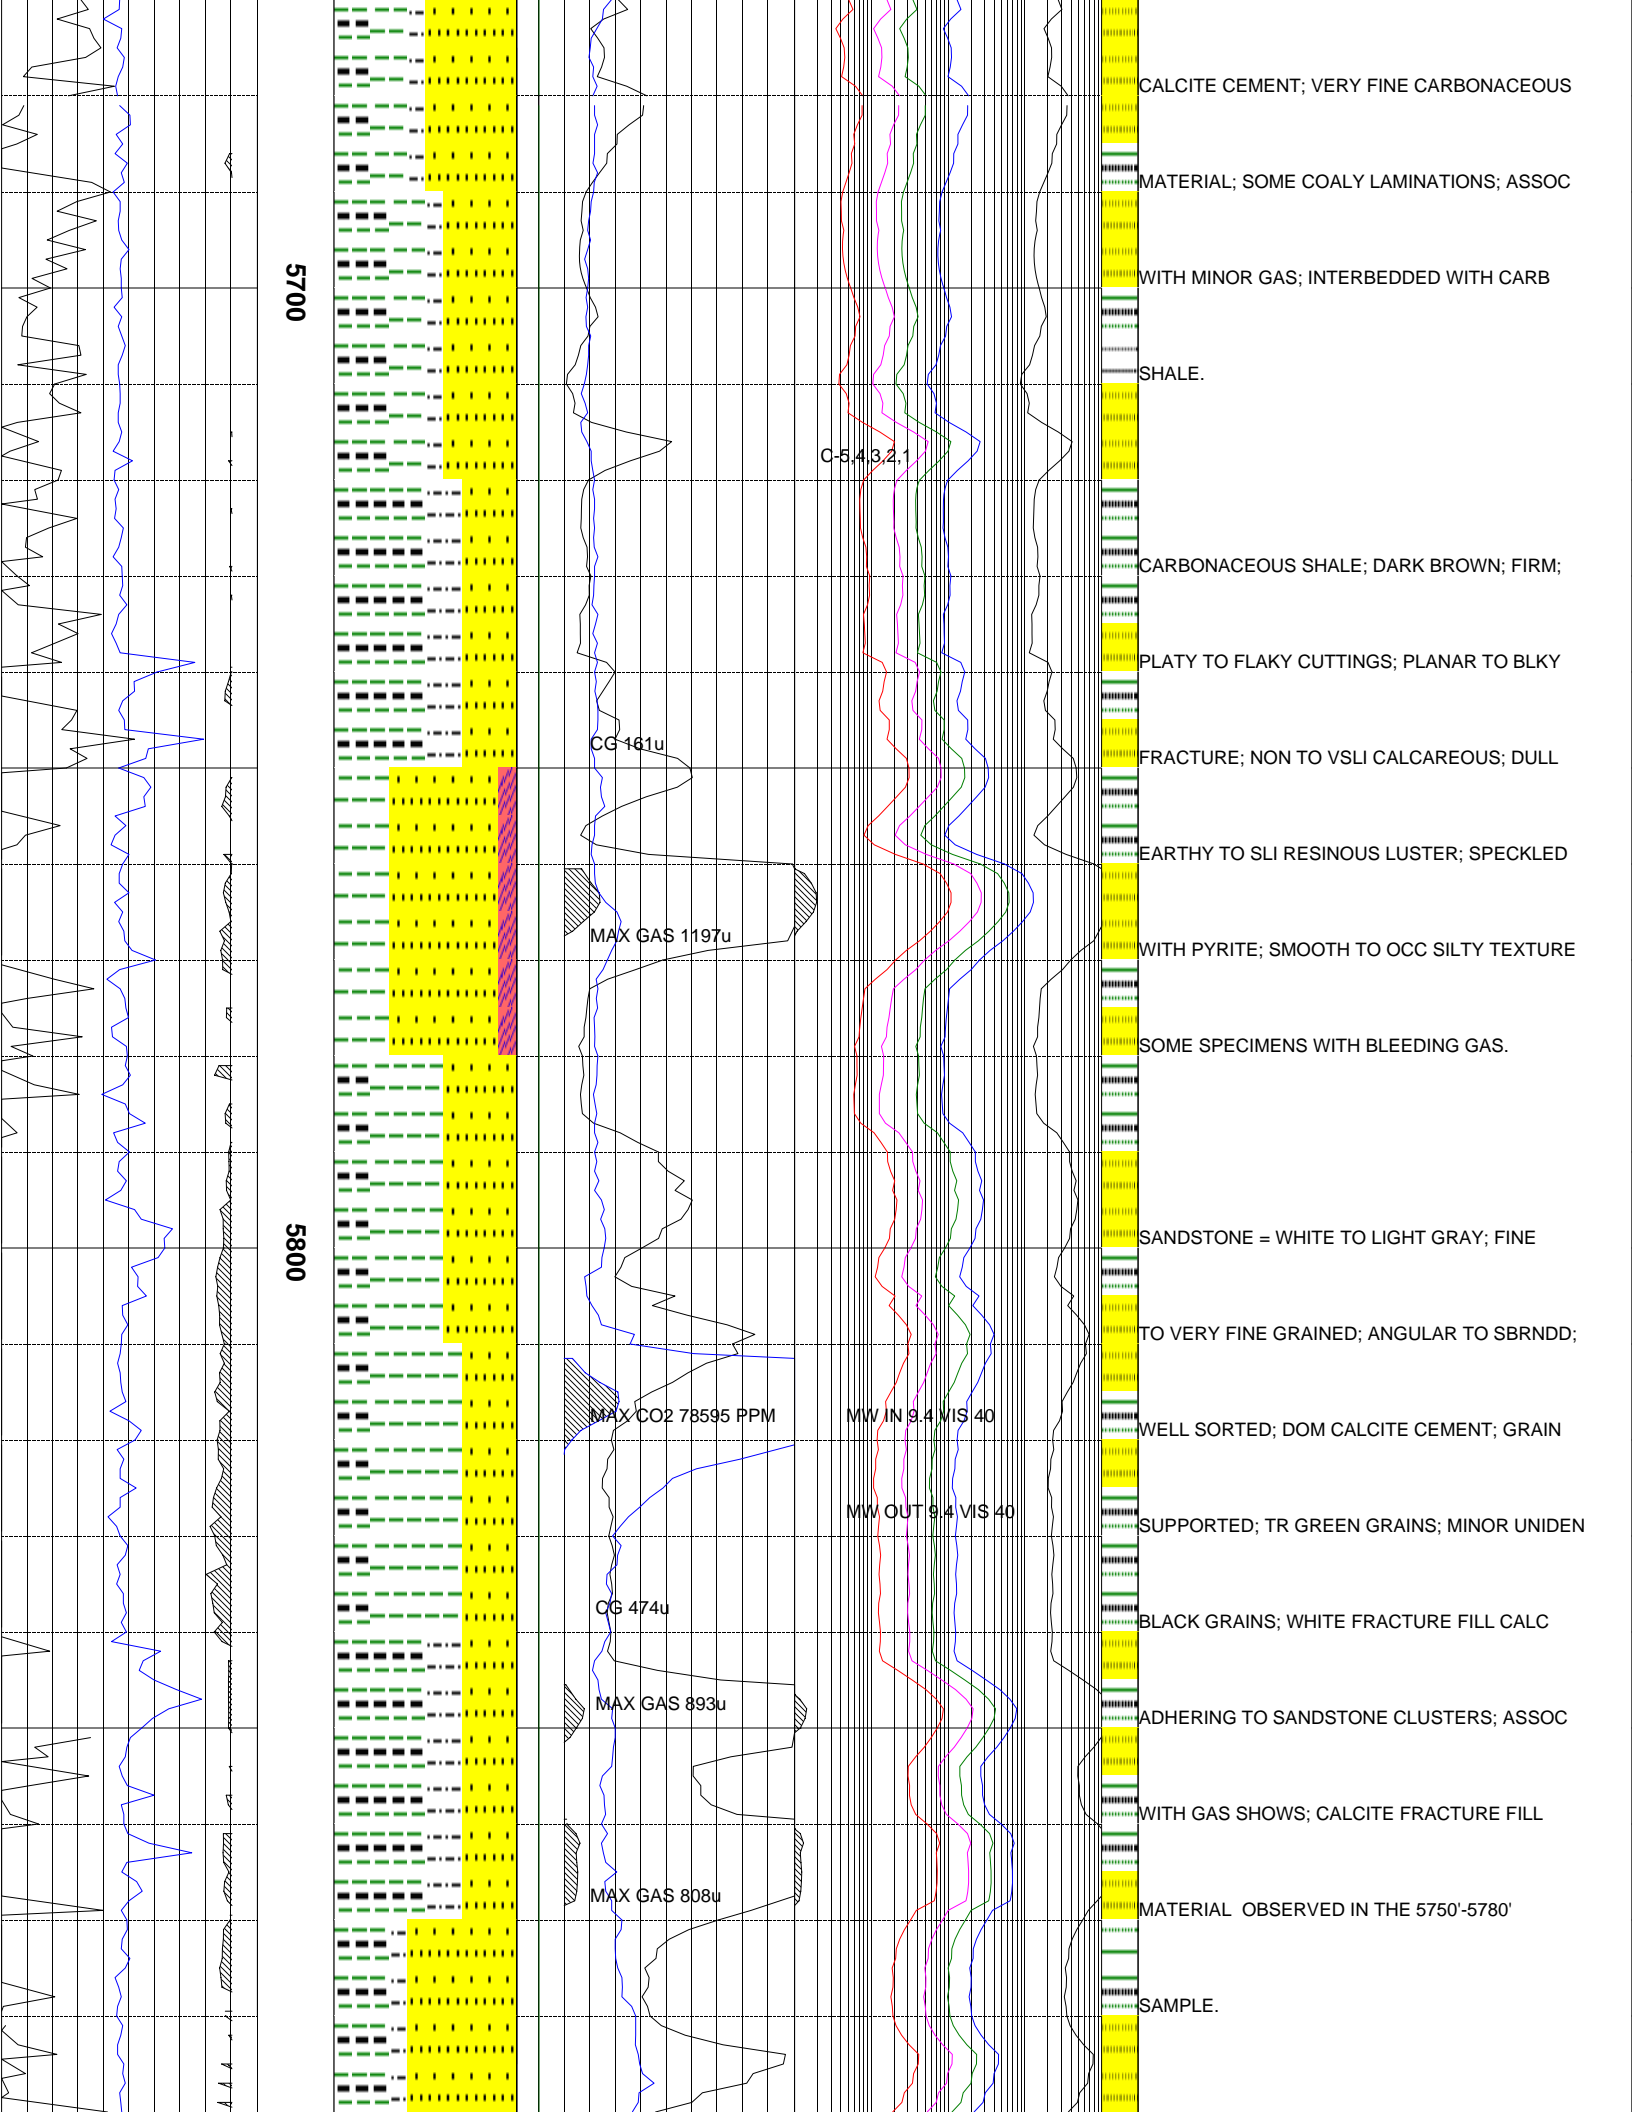 CALCITE CEMENT; VERY FINE CARBONACEOUS
MATERIAL; SOME COALY LAMINATIONS; ASSOC
WITH MINOR GAS; INTERBEDDED WITH CARB
5700
SHALE.
C-5,4,3,2,1
CARBONACEOUS SHALE; DARK BROWN; FIRM;
PLATY TO FLAKY CUTTINGS; PLANAR TO BLKY
CG 161u
FRACTURE; NON TO VSLI CALCAREOUS; DULL
EARTHY TO SLI RESINOUS LUSTER; SPECKLED
MAX GAS 1197u
WITH PYRITE; SMOOTH TO OCC SILTY TEXTURE
SOME SPECIMENS WITH BLEEDING GAS.
SANDSTONE = WHITE TO LIGHT GRAY; FINE
5800
TO VERY FINE GRAINED; ANGULAR TO SBRNDD;
MAX CO2 78595 PPM
MW IN 9.4 VIS 40
WELL SORTED; DOM CALCITE CEMENT; GRAIN
MW OUT 9.4 VIS 40
SUPPORTED; TR GREEN GRAINS; MINOR UNIDEN
CG 474u
BLACK GRAINS; WHITE FRACTURE FILL CALC
MAX GAS 893u
ADHERING TO SANDSTONE CLUSTERS; ASSOC
WITH GAS SHOWS; CALCITE FRACTURE FILL
MAX GAS 808u
MATERIAL  OBSERVED IN THE 5750'-5780'
SAMPLE.